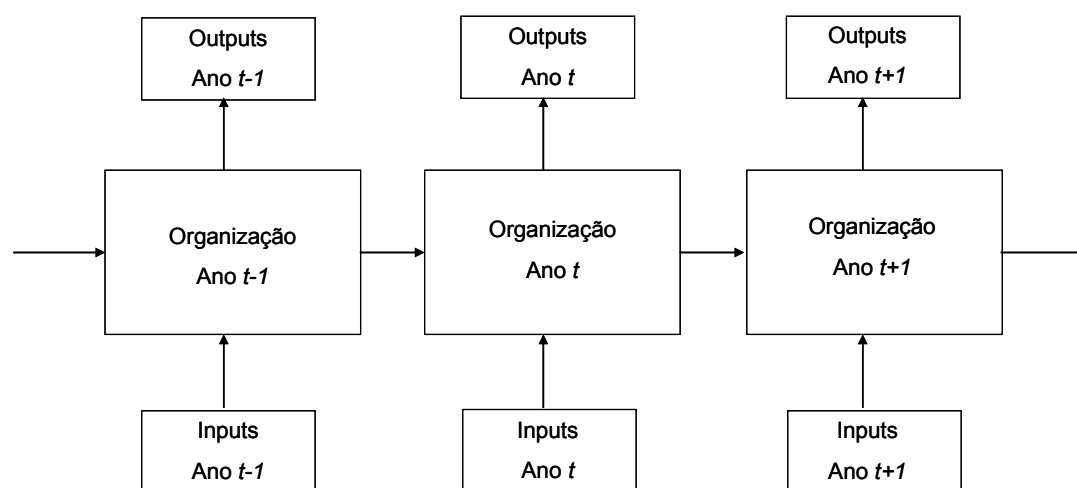 Outputs
Ano t-1
Outputs
Ano t
Outputs
Ano t+1
Organização
Ano t-1
Organização
Ano t
Organização
Ano t+1
Inputs
Ano t-1
Inputs
Ano t
Inputs
Ano t+1